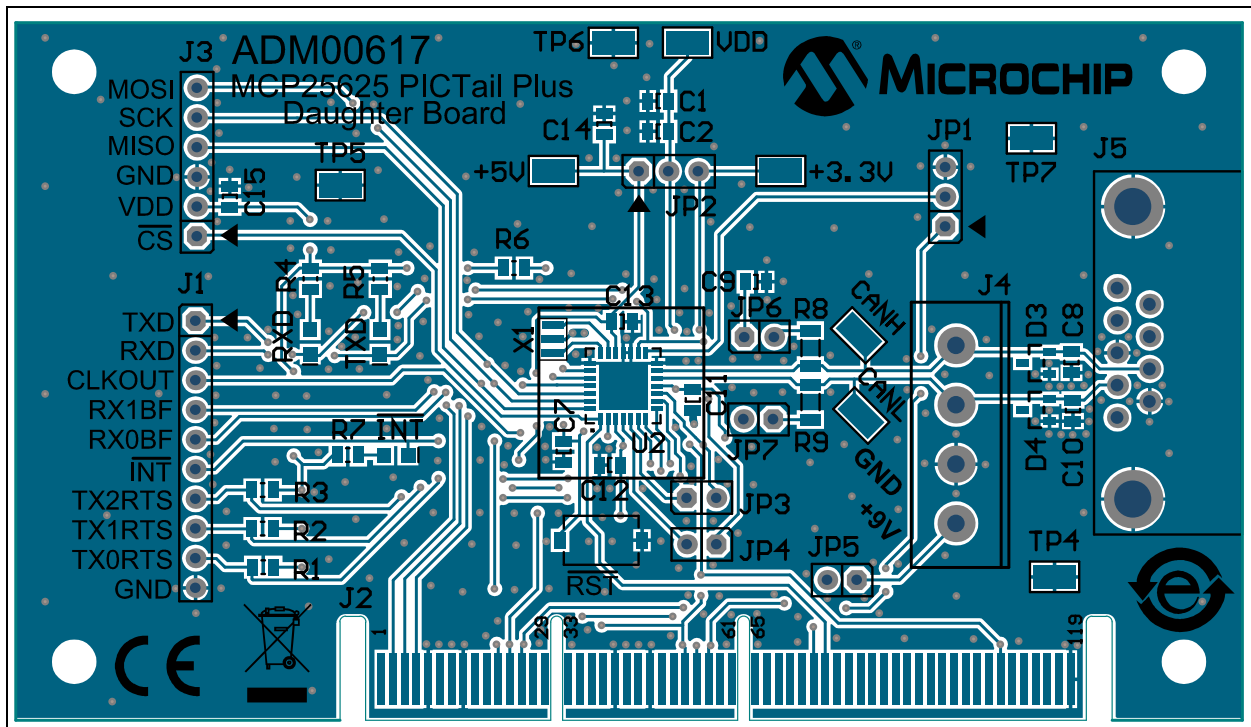 J3
ADM00617
MCP25625 PICTail Plus
Daughter Board
TP6
VDD
®
MICROCHIP
MOSI
SCK
MISO
GND
VDD
CS
C15
TP5
C14
C1
C2
+5V
JP2
+3.3V
JP1
TP7
J5
J1
TXD
RXD
CLKOUT
RX1BF
RX0BF
INT
TX2RTS
TX1RTS
TX0RTS
GND
R4
R5
RXD
TXD
R6
R7
INT
R3
R2
R1
X1
C13
C7
U2
C11
C12
C9
JP6
R8
JP7
R9
CANH
CANL
GND
+9V
J4
D3
C8
D4
C10
JP3
JP4
JP5
RST
TP4
J2
1
29
33
61
65
119
CE
e